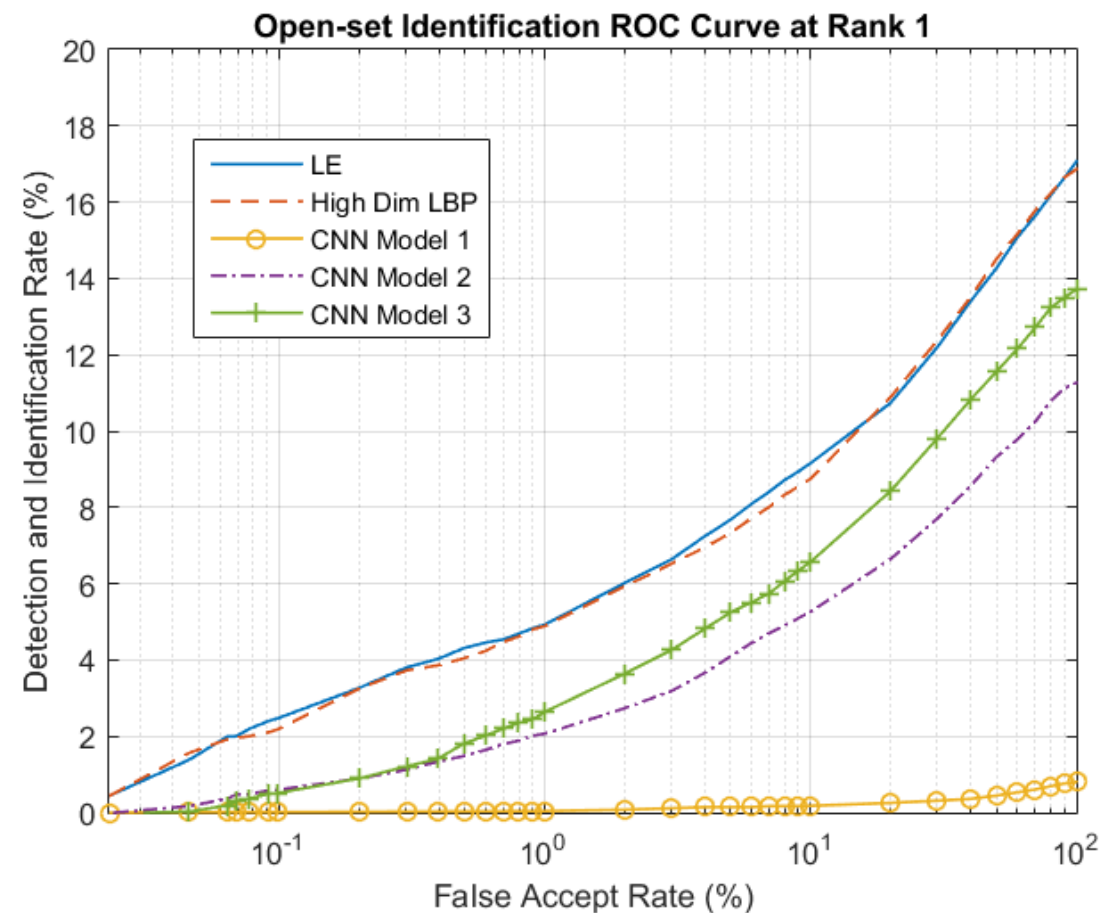 Open-set Identification ROC Curve at Rank 1
20
18
16
14
12
10
8
6
4
2
0
Detection and Identification Rate (%)
LE
High Dim LBP
CNN Model 1
CNN Model 2
CNN Model 3
10^-1
10^0
10^1
10^2
False Accept Rate (%)